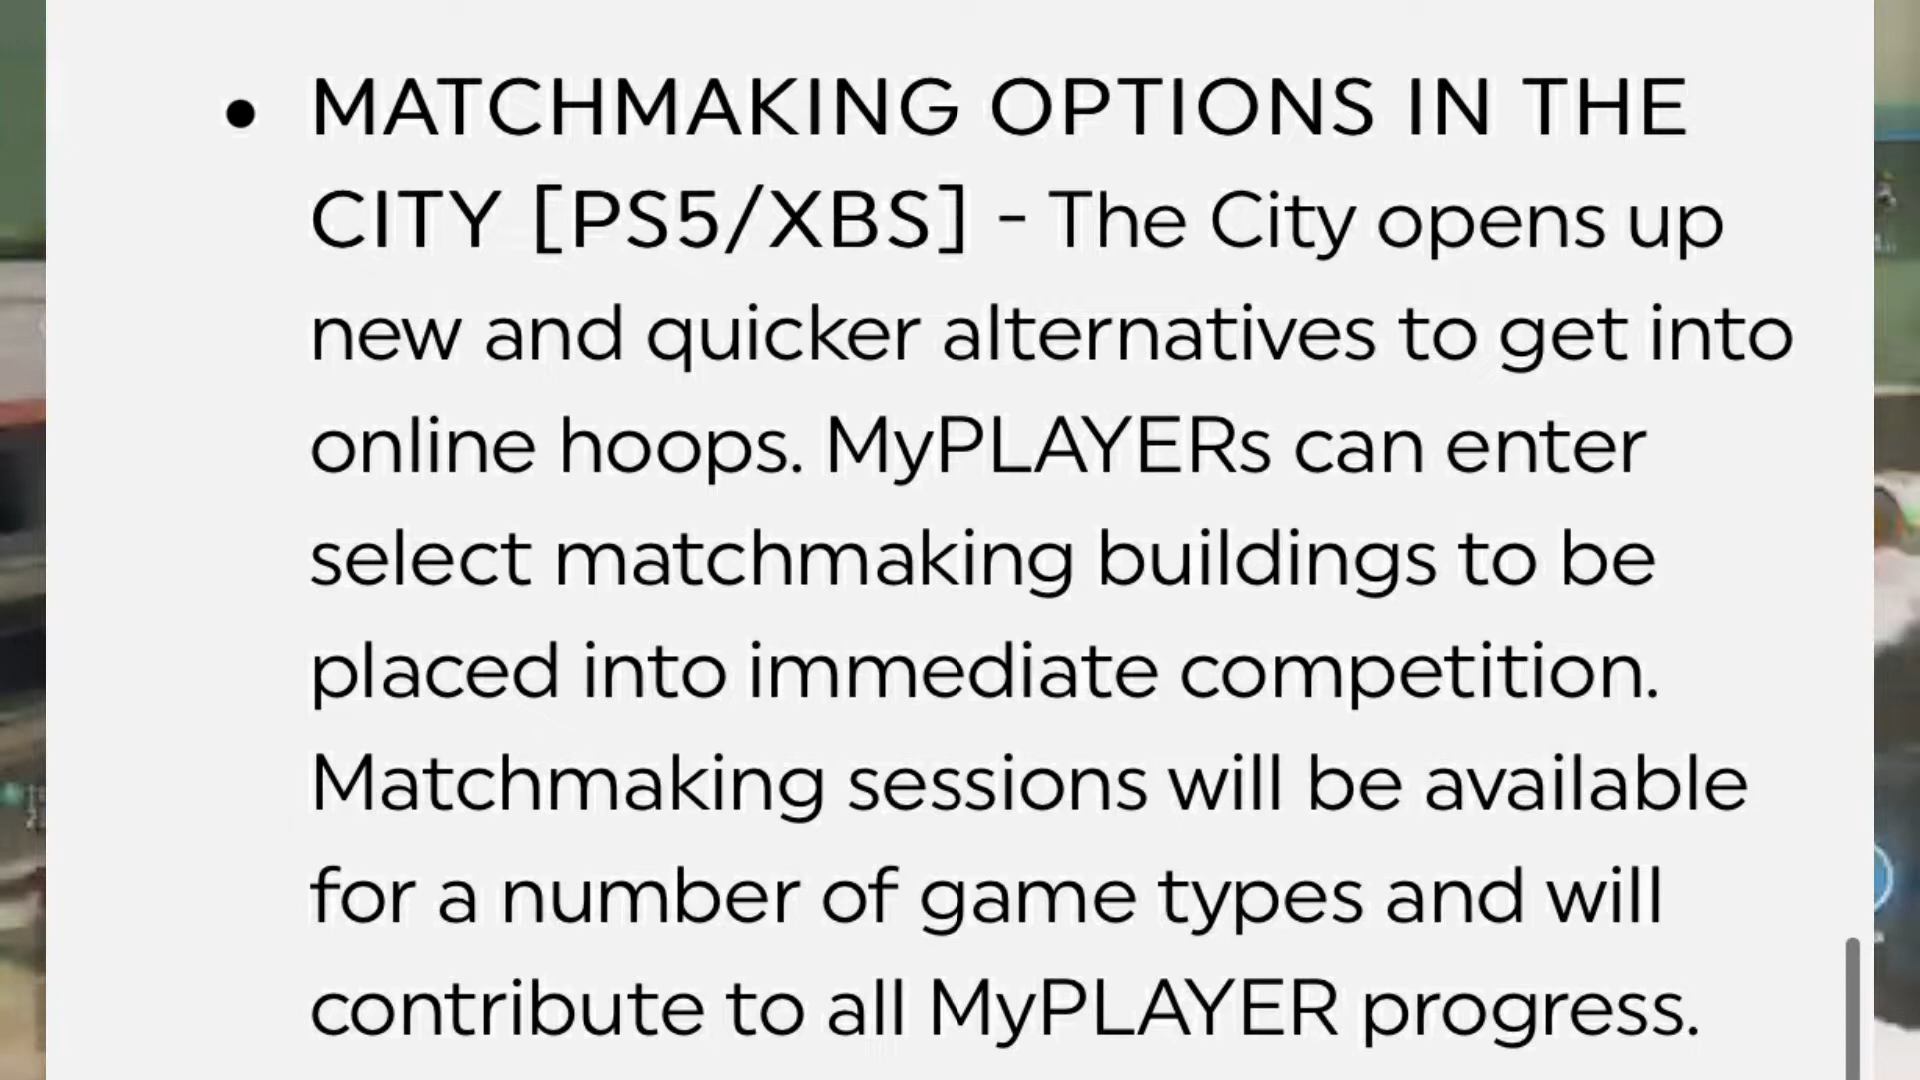 • MATCHMAKING OPTIONS IN THE
CITY [PS5/XBS] - The City opens up
new and quicker alternatives to get into
online hoops. MyPLAYERs can enter
select matchmaking buildings to be
placed into immediate competition.
Matchmaking sessions will be available
for a number of game types and will
contribute to all MyPLAYER progress.